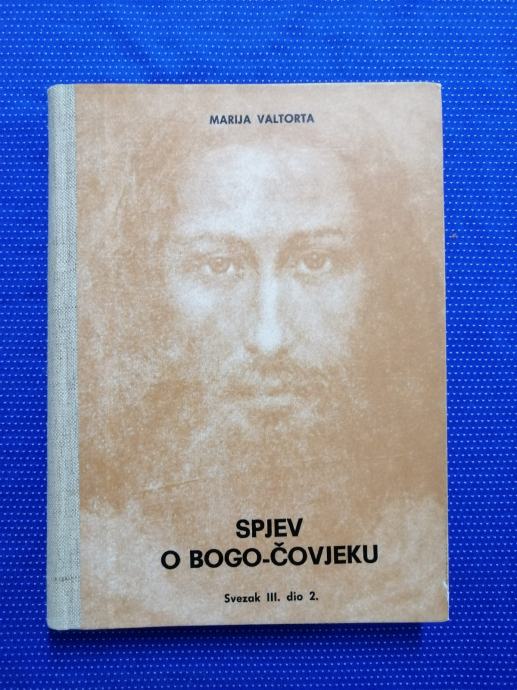 MARIJA VALTORTA
SPJEV
O BOGO-ČOVJEKU
Svezak III. dio 2.